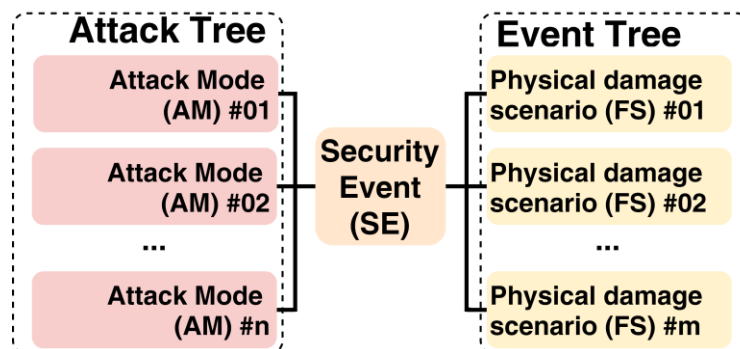 Attack Tree
Attack Mode
(AM) #01
Attack Mode
(AM) #02
...
Attack Mode
(AM) #n
Security
Event
(SE)
Event Tree
Physical damage
scenario (FS) #01
Physical damage
scenario (FS) #02
...
Physical damage
scenario (FS) #m